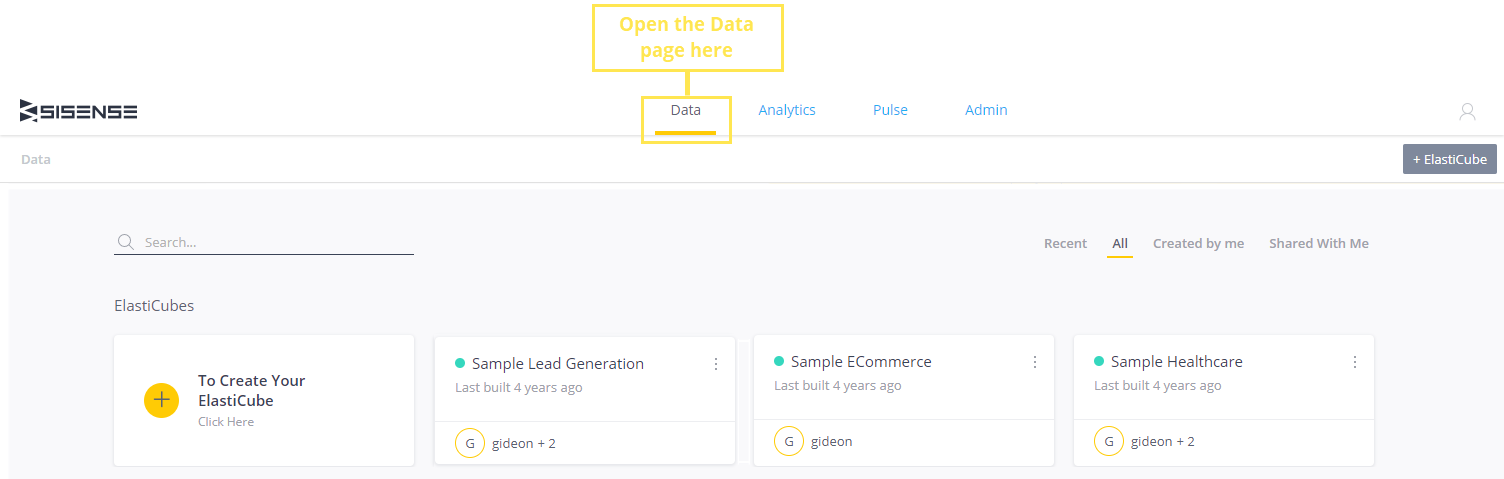 Open the Data
page here
SISENSE
Data
Analytics
Pulse
Admin
Data
+ ElastiCube
Search...
Recent
All
Created by me
Shared With Me
ElastiCubes
To Create Your
ElastiCube
Click Here
Sample Lead Generation
Last built 4 years ago
G
gideon + 2
Sample ECommerce
Last built 4 years ago
G
gideon
Sample Healthcare
Last built 4 years ago
G
gideon + 2